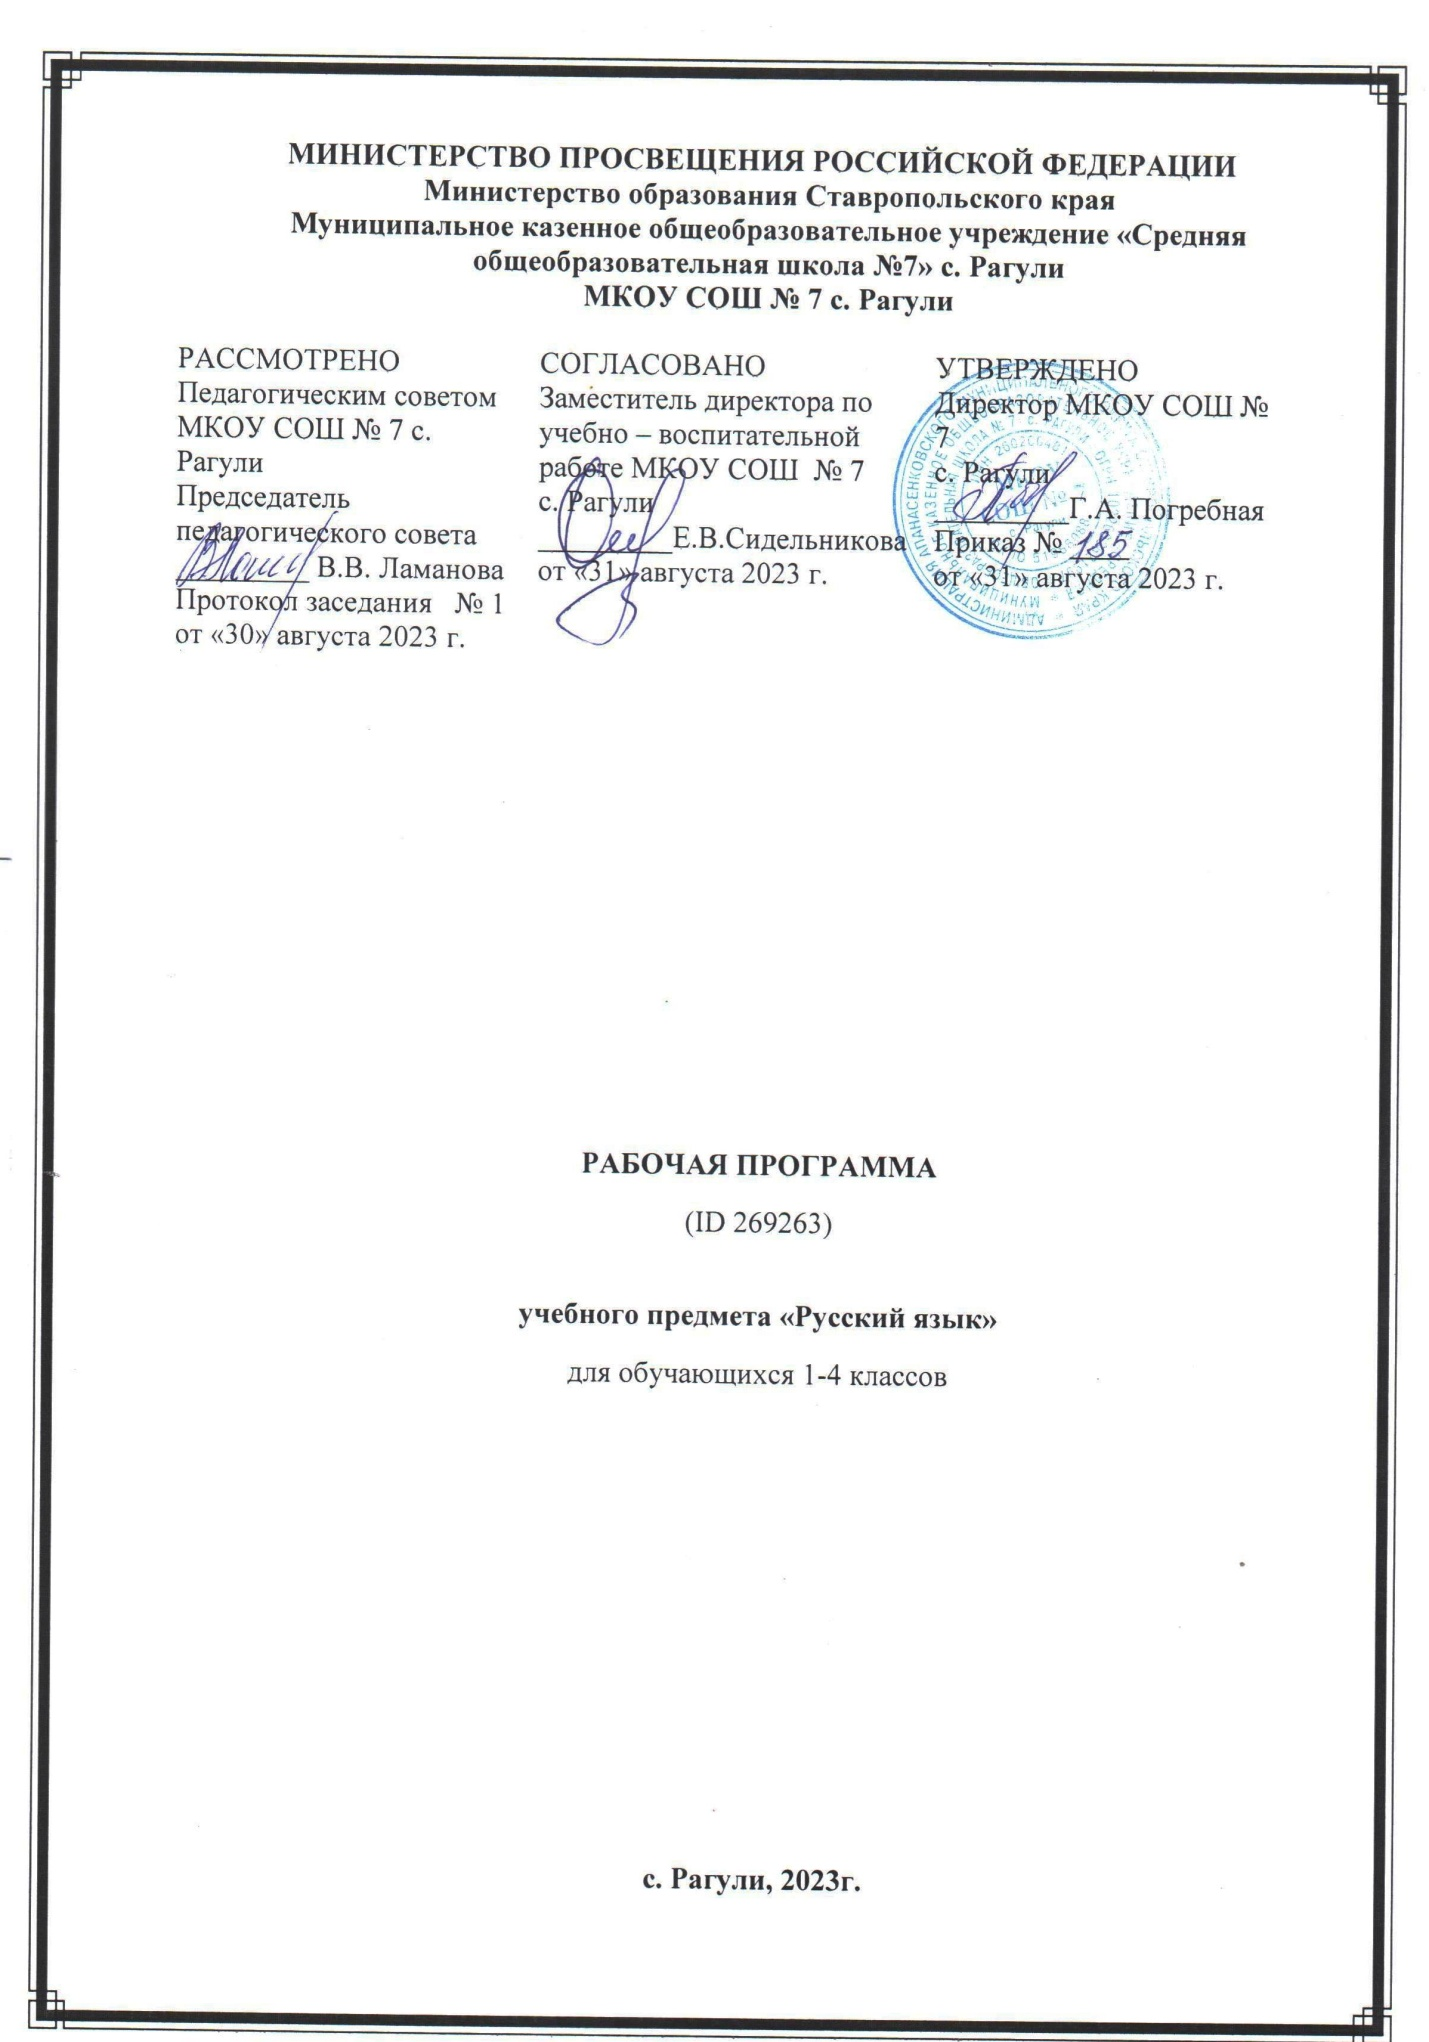 МИНИСТЕРСТВО ПРОСВЕЩЕНИЯ РОССИЙСКОЙ ФЕДЕРАЦИИ
Министерство образования Ставропольского края
Муниципальное казенное общеобразовательное учреждение «Средняя
общеобразовательная школа №7» с. Рагули
МКОУ СОШ № 7 с. Рагули
РАССМОТРЕНО
Педагогическим советом
МКОУ СОШ № 7 с.
Рагули
Председатель
педагогического совета
_________ В.В. Ламанова
Протокол заседания № 1
от «30» августа 2023 г.
СОГЛАСОВАНО
Заместитель директора по
учебно – воспитательной
работе МКОУ СОШ № 7
с. Рагули
_________Е.В.Сидельникова
от «31» августа 2023 г.
УТВЕРЖДЕНО
Директор МКОУ СОШ №
7
с. Рагули
_________Г.А. Погребная
Приказ № 185
от «31» августа 2023 г.
РАБОЧАЯ ПРОГРАММА
(ID 269263)
учебного предмета «Русский язык»
для обучающихся 1-4 классов
с. Рагули, 2023г.